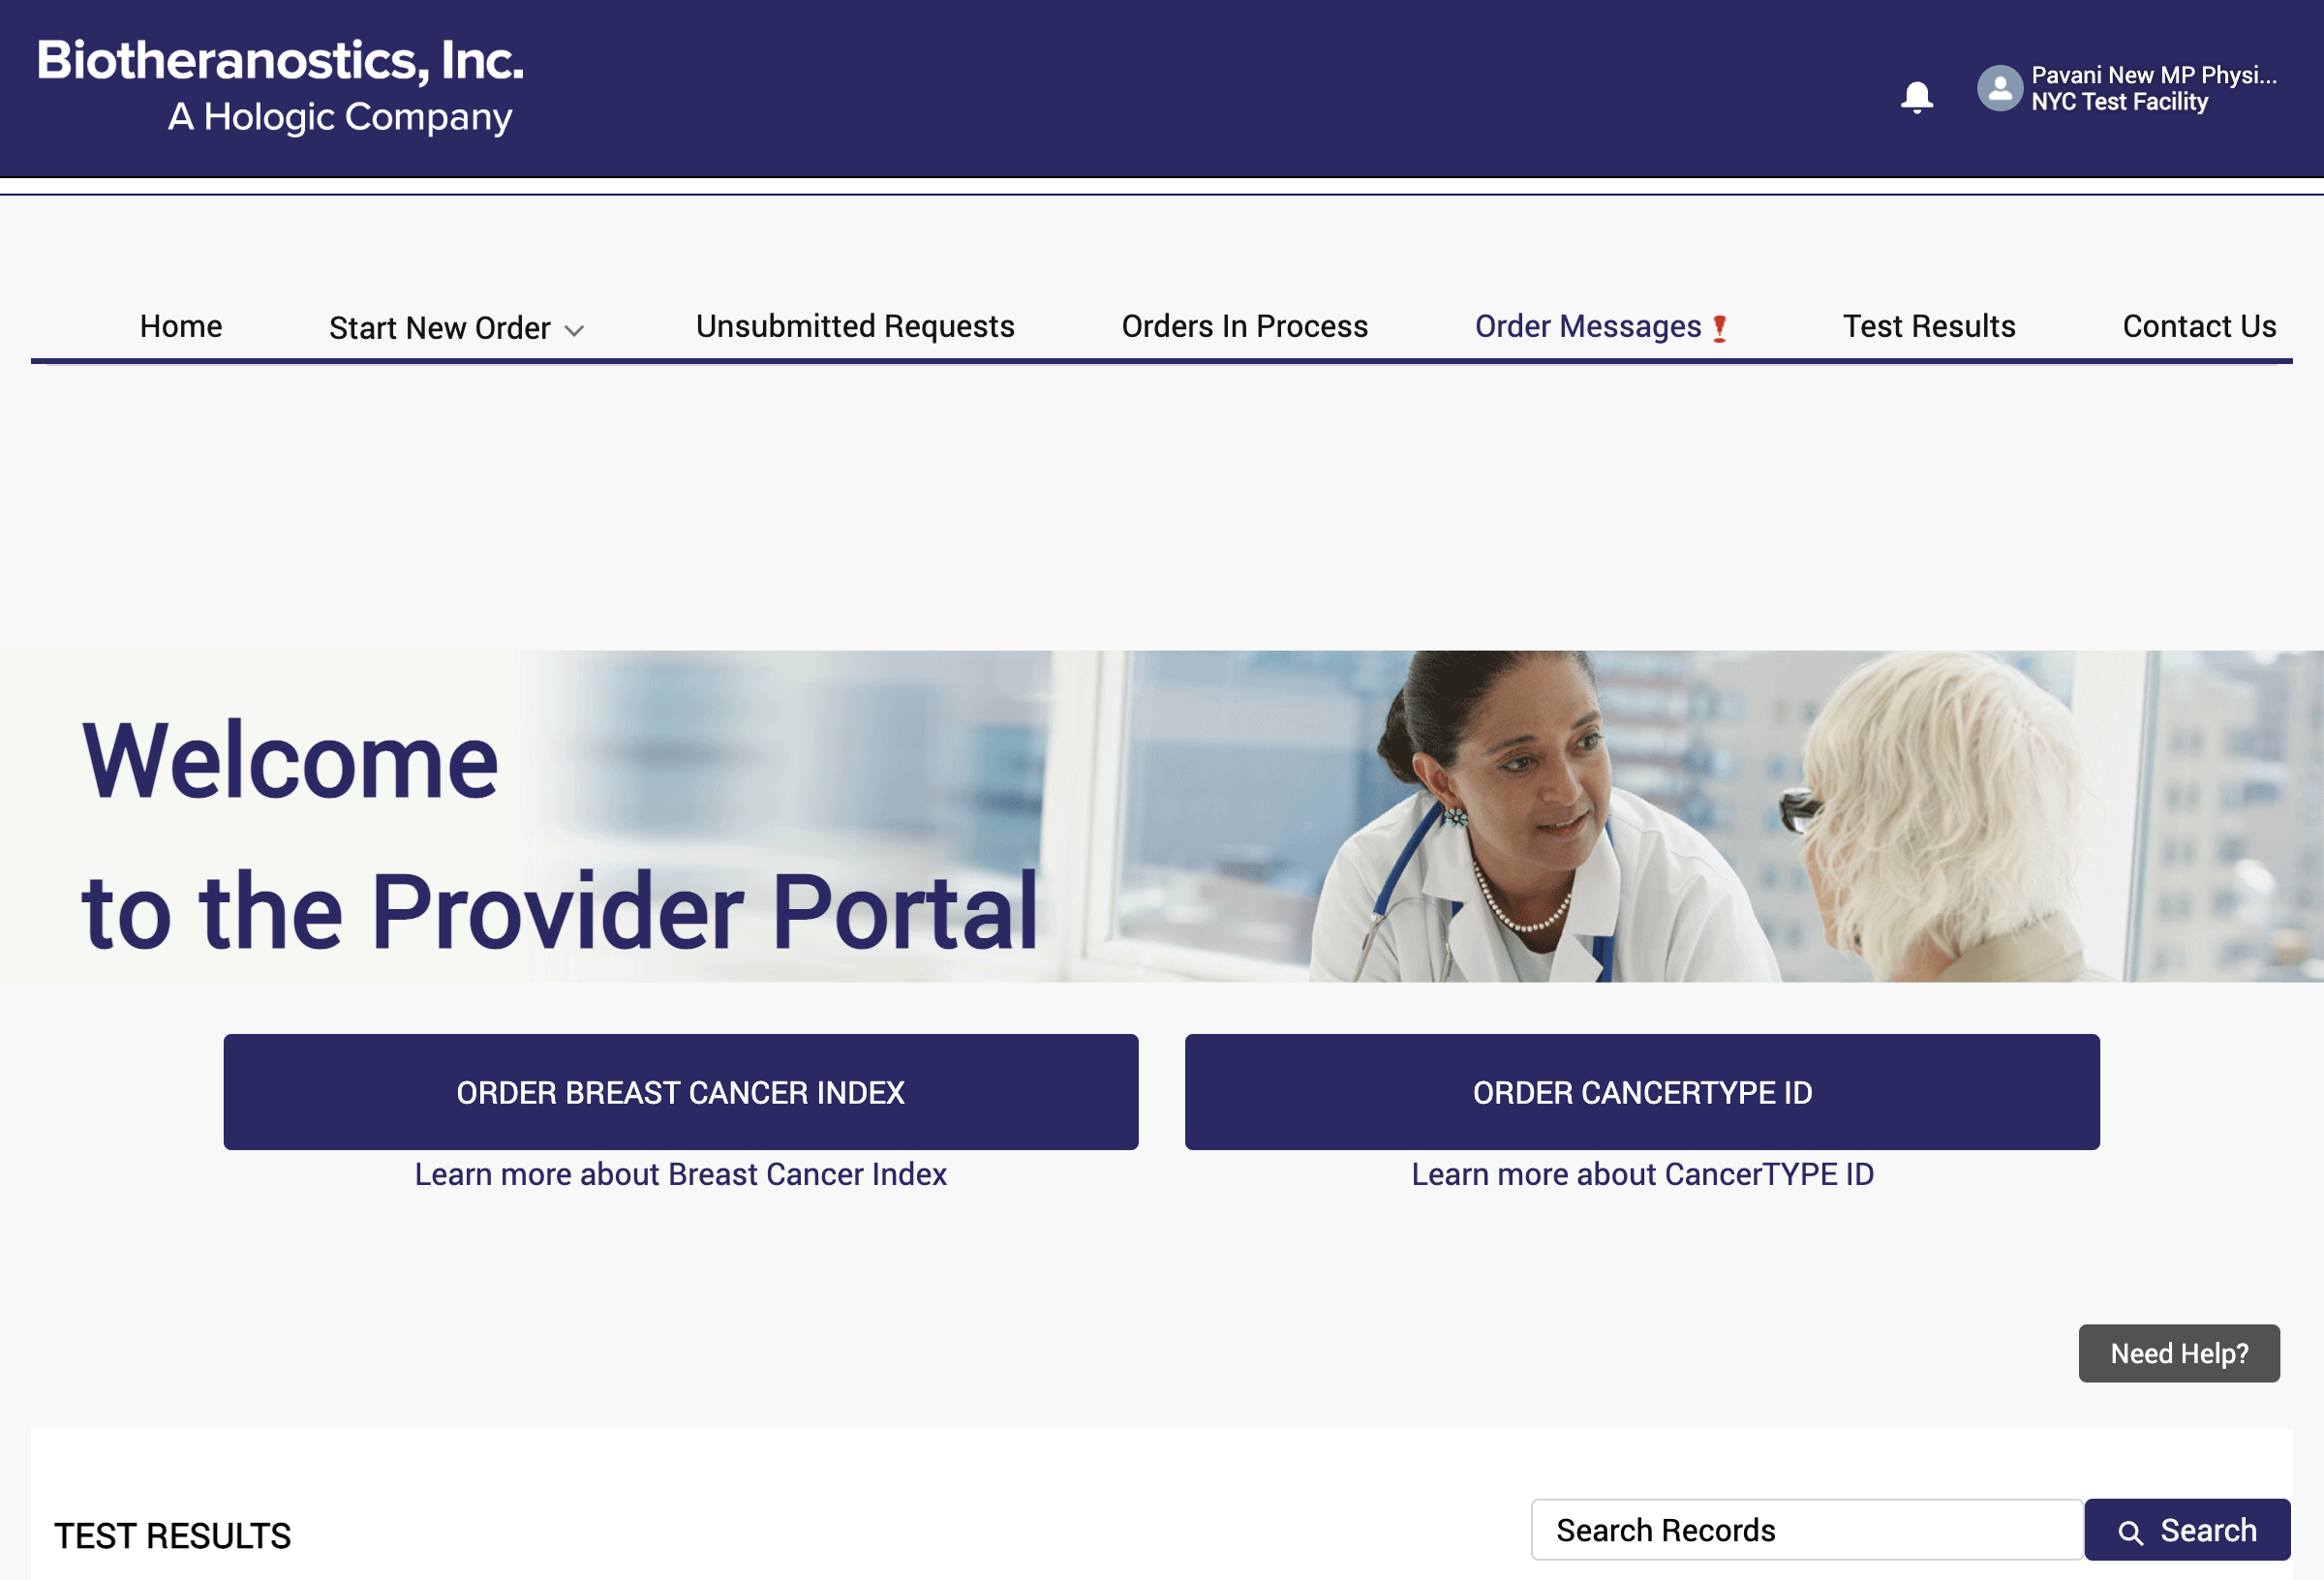 Biotheranostics, Inc.
A Hologic Company
Pavani New MP Physi...
NYC Test Facility
Home
Start New Order
Unsubmitted Requests
Orders In Process
Order Messages❗
Test Results
Contact Us
Welcome
to the Provider Portal
ORDER BREAST CANCER INDEX
ORDER CANCERTYPE ID
Learn more about Breast Cancer Index
Learn more about CancerTYPE ID
Need Help?
TEST RESULTS
Search Records
Search